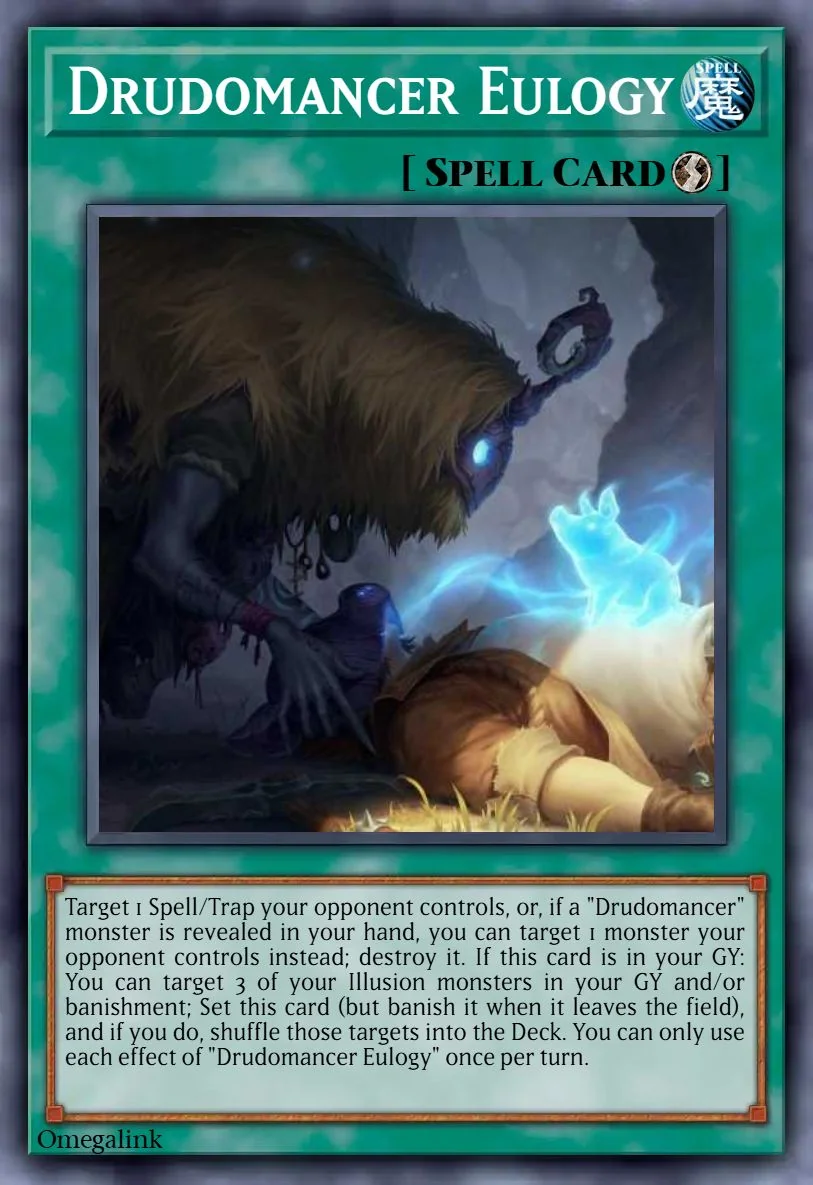 Drudomancer Eulogy
SPELL
魔
[ Spell Card ]
Target 1 Spell/Trap your opponent controls, or, if a "Drudomancer"
monster is revealed in your hand, you can target 1 monster your
opponent controls instead; destroy it. If this card is in your GY:
You can target 3 of your Illusion monsters in your GY and/or
banishment; Set this card (but banish it when it leaves the field),
and if you do, shuffle those targets into the Deck. You can only use
each effect of "Drudomancer Eulogy" once per turn.
Omegalink